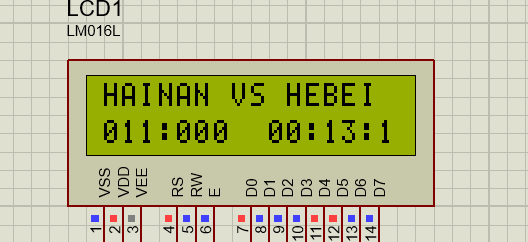 LCD1
LM016L
HAINAN VS HEBEI
011:000  00:13:1
VSS VDD VEE RS RW E D0 D1 D2 D3 D4 D5 D6 D7
1 2 3 4 5 6 7 8 9 10 11 12 13 14